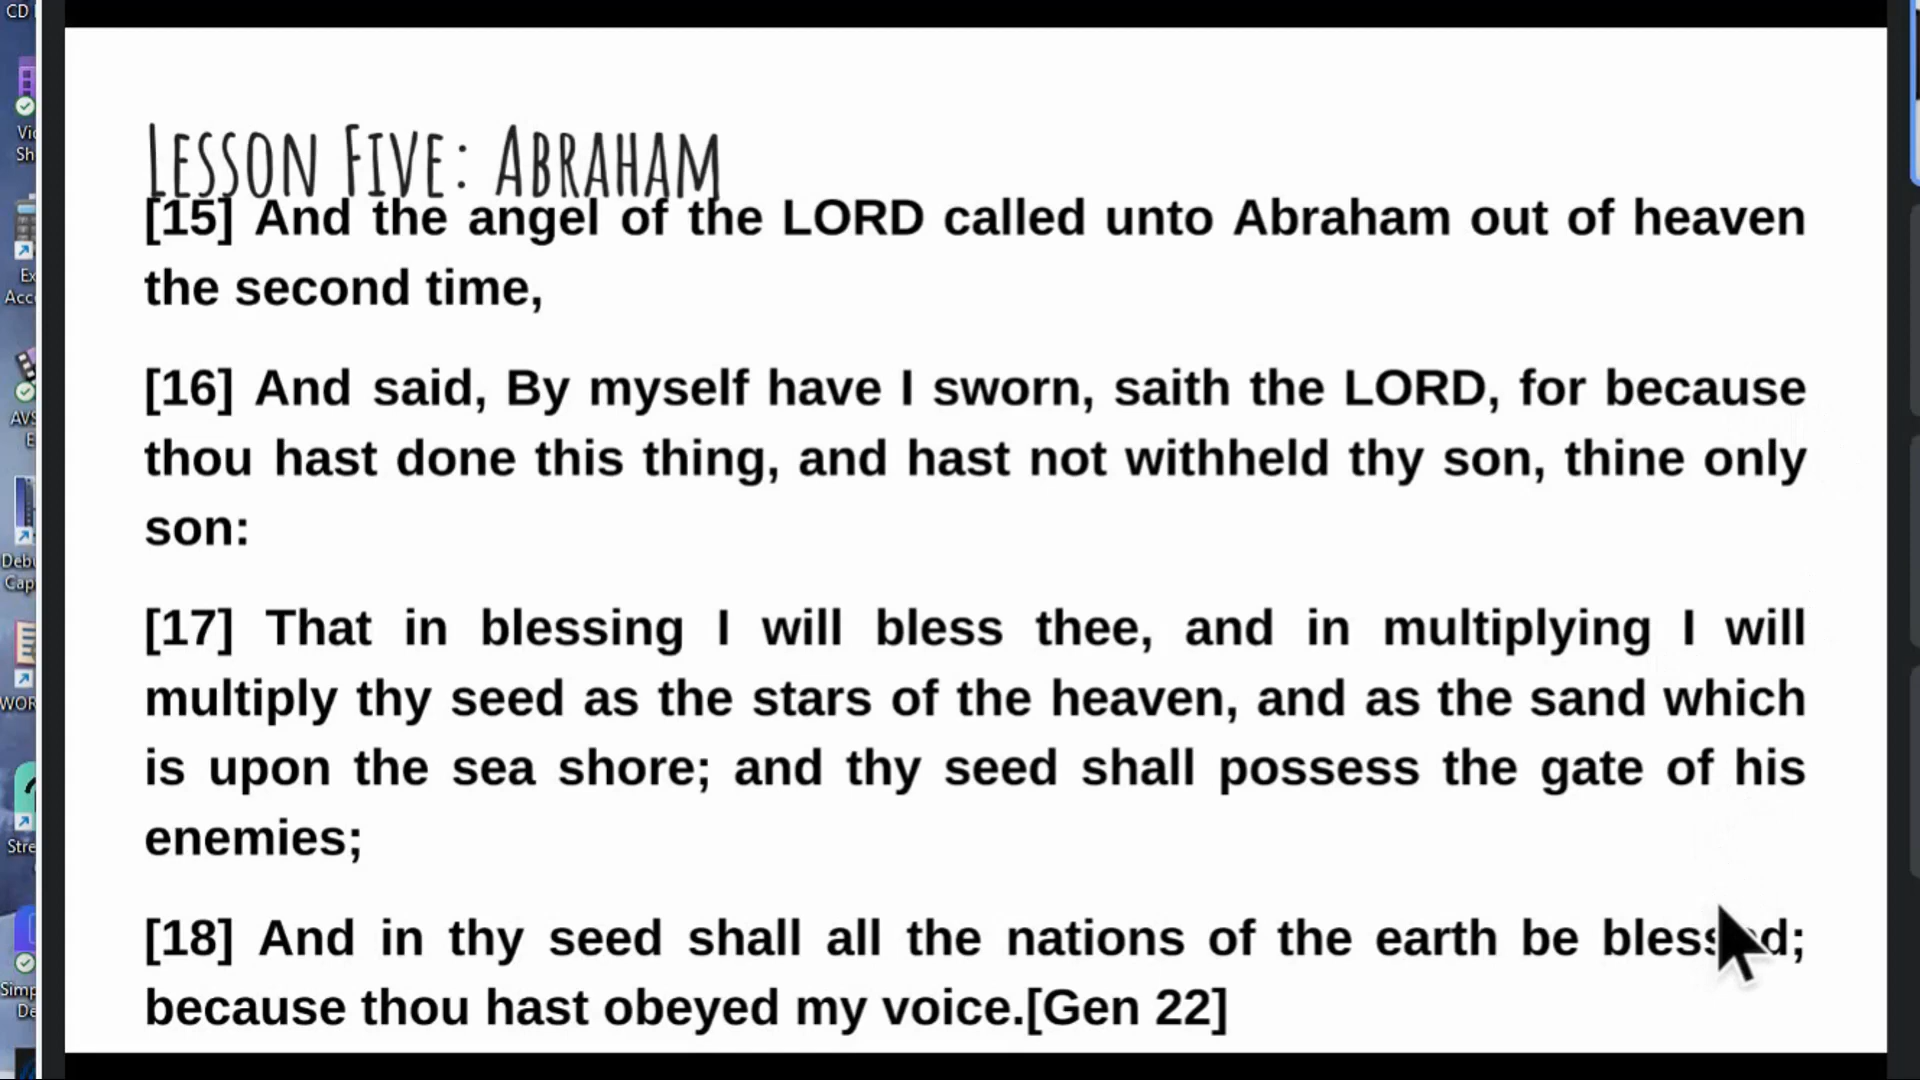 CD
Lesson Five: Abraham
[15] And the angel of the LORD called unto Abraham out of heaven
the second time,
[16] And said, By myself have I sworn, saith the LORD, for because
thou hast done this thing, and hast not withheld thy son, thine only
son:
[17] That in blessing I will bless thee, and in multiplying I will
multiply thy seed as the stars of the heaven, and as the sand which
is upon the sea shore; and thy seed shall possess the gate of his
enemies;
[18] And in thy seed shall all the nations of the earth be blessed;
because thou hast obeyed my voice.[Gen 22]